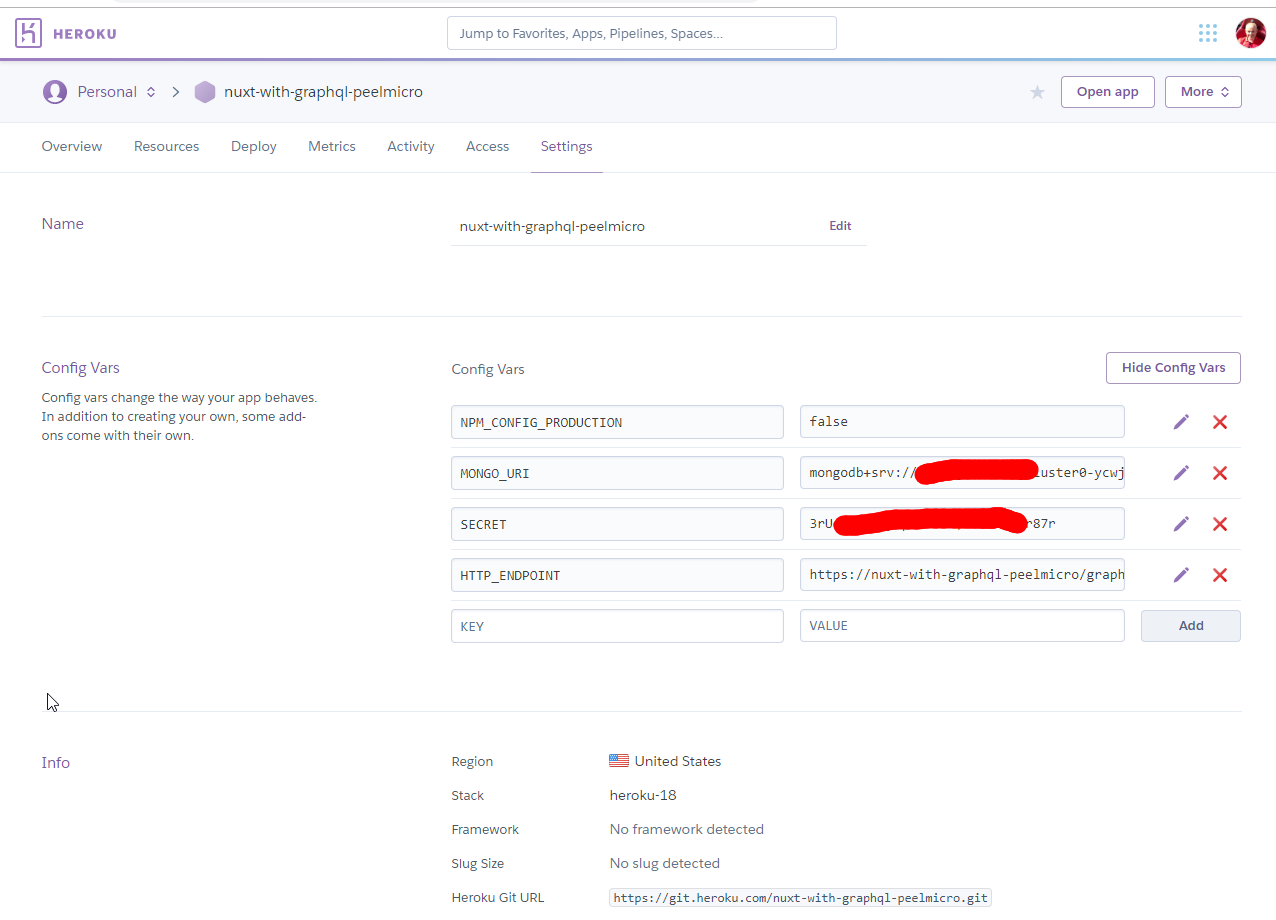 HEROKU
Jump to Favorites, Apps, Pipelines, Spaces...
Personal
nuxt-with-graphql-peelmicro
Open app
More
Overview
Resources
Deploy
Metrics
Activity
Access
Settings
Name
nuxt-with-graphql-peelmicro
Edit
Config Vars
Config vars change the way your app behaves.
In addition to creating your own, some add-
ons come with their own.
Config Vars
Hide Config Vars
NPM_CONFIG_PRODUCTION
false
MONGO_URI
mongodb+srv://
luster0-ycwj
SECRET
3rU
r87r
HTTP_ENDPOINT
https://nuxt-with-graphql-peelmicro/graph
KEY
VALUE
Add
Info
Region
United States
Stack
heroku-18
Framework
No framework detected
Slug Size
No slug detected
Heroku Git URL
https://git.heroku.com/nuxt-with-graphql-peelmicro.git